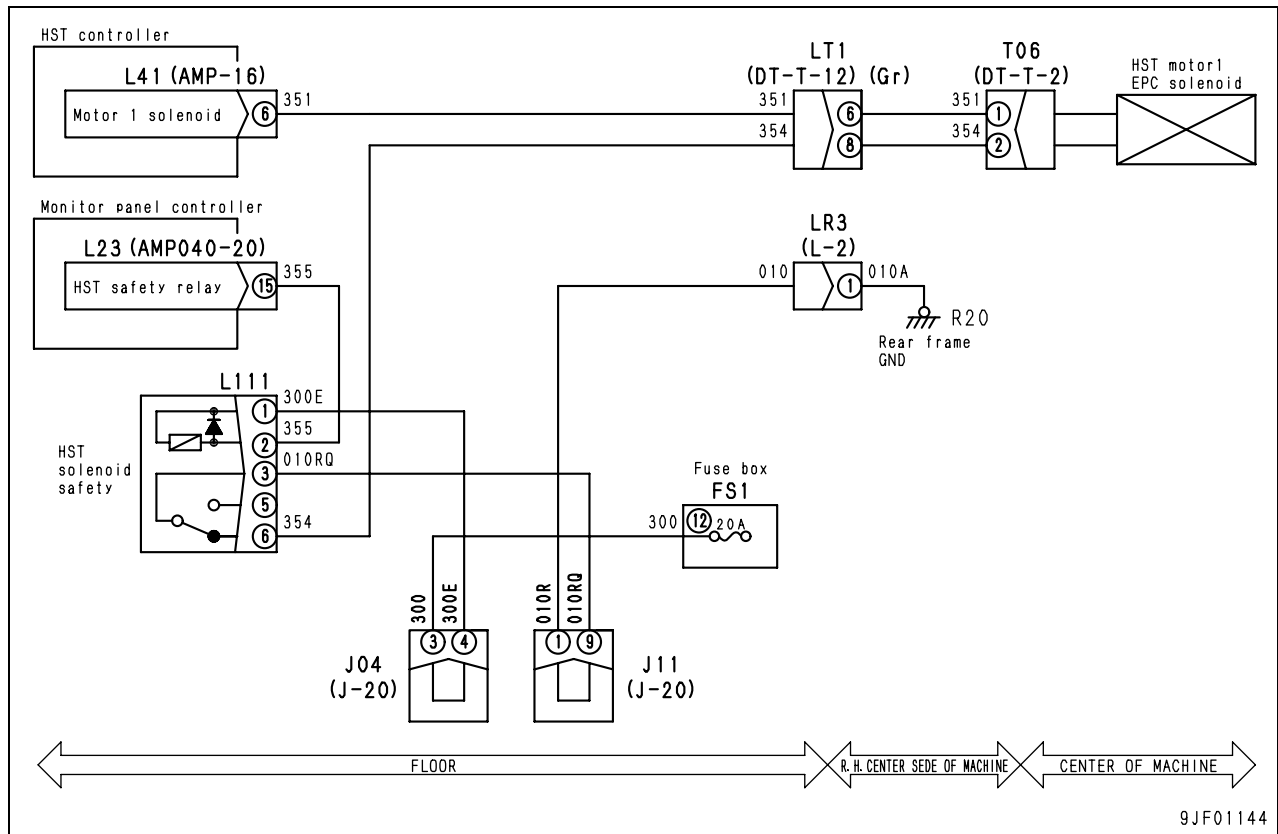 HST controller
L41 (AMP-16)
Motor 1 solenoid
6
351
LT1
(DT-T-12) (Gr)
351
354
6
8
T06
(DT-T-2)
351
354
1
2
HST motor1
EPC solenoid
Monitor panel controller
L23 (AMP040-20)
HST safety relay
15
355
LR3
(L-2)
010
1
010A
R20
Rear frame
GND
L111
HST
solenoid
safety
1
300E
2
355
3
010RQ
5
6
354
Fuse box
FS1
300
12
20A
300
300E
3
4
J04
(J-20)
010R
010RQ
1
9
J11
(J-20)
FLOOR
R.H.CENTER SEDE OF MACHINE
CENTER OF MACHINE
9JF01144